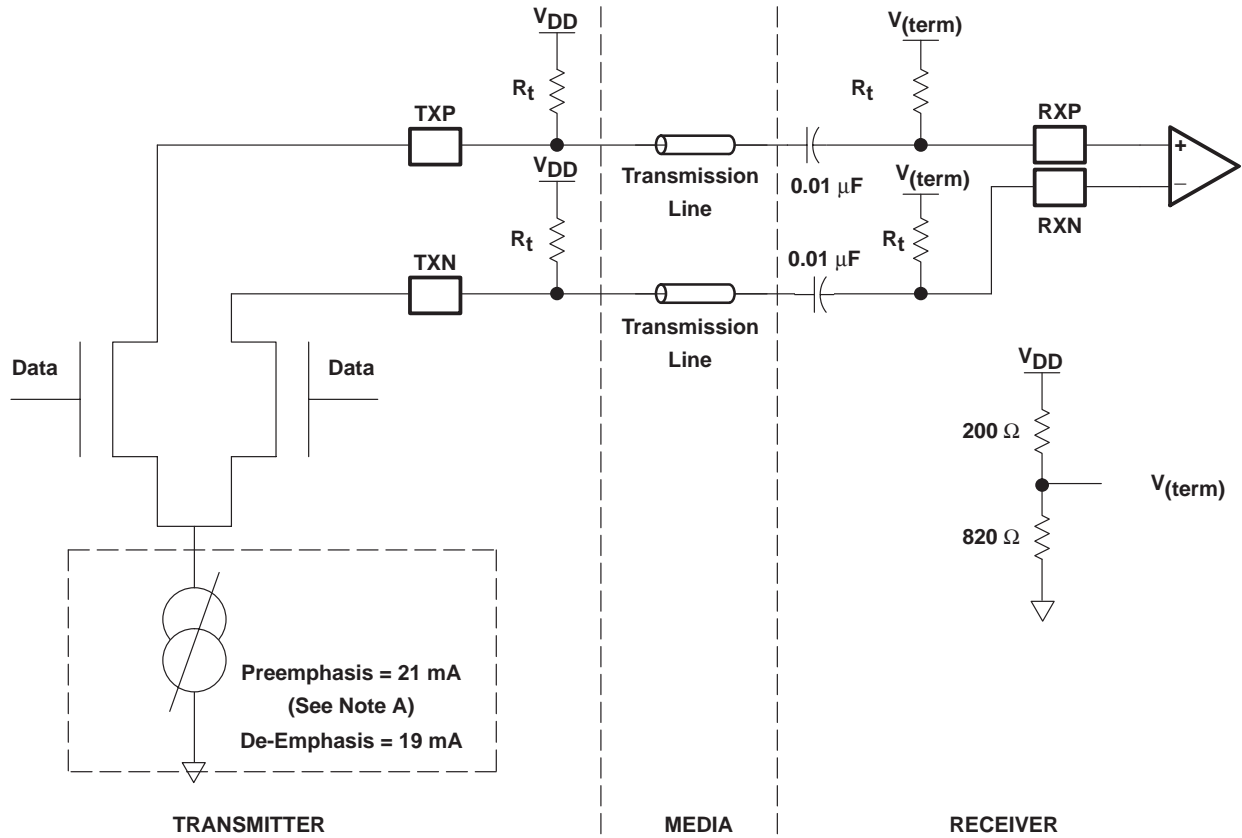 VDD
V(term)
Rt
Rt
TXP
RXP
VDD
V(term)
Transmission
Line
0.01 μF
+
−
RXN
Rt
Rt
TXN
0.01 μF
Transmission
Line
Data
Data
VDD
200 Ω
V(term)
820 Ω
Preemphasis = 21 mA
(See Note A)
De-Emphasis = 19 mA
TRANSMITTER
MEDIA
RECEIVER